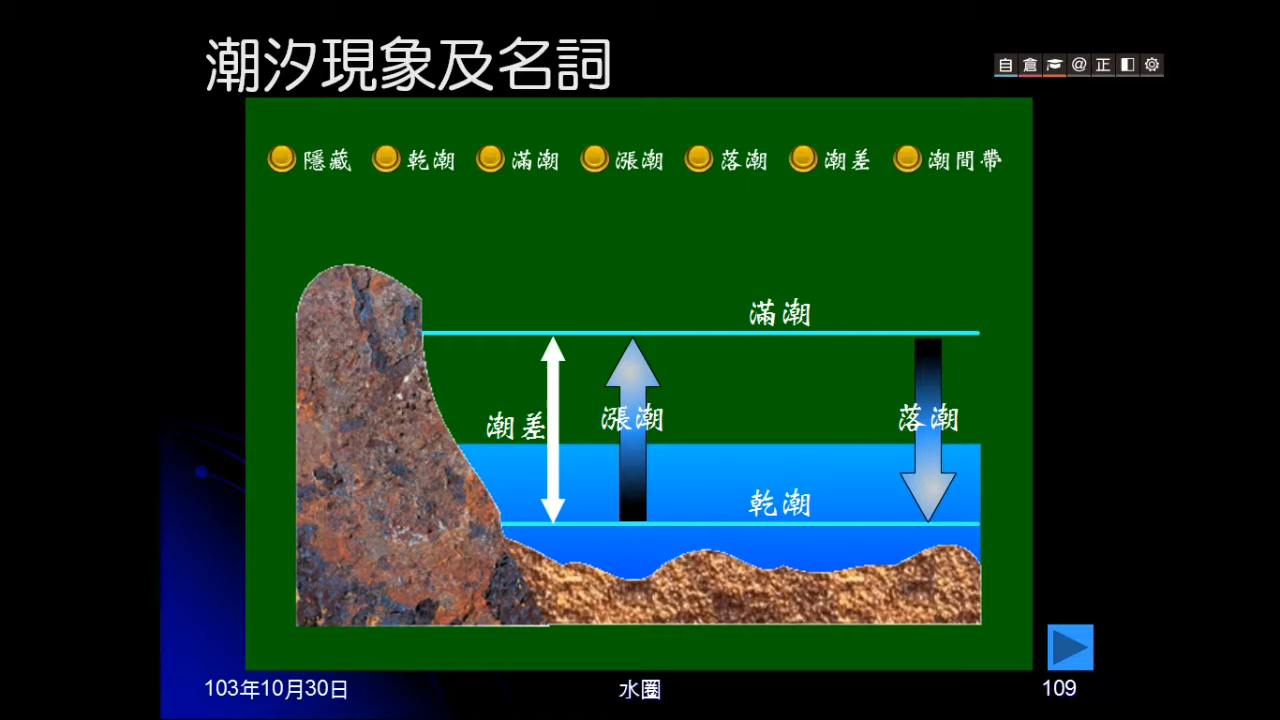 潮汐現象及名詞
自倉@正
隱藏 乾潮 滿潮 漲潮 落潮 潮差 潮間帶
滿潮
潮差 漲潮 落潮
乾潮
103年10月30日 水圈 109